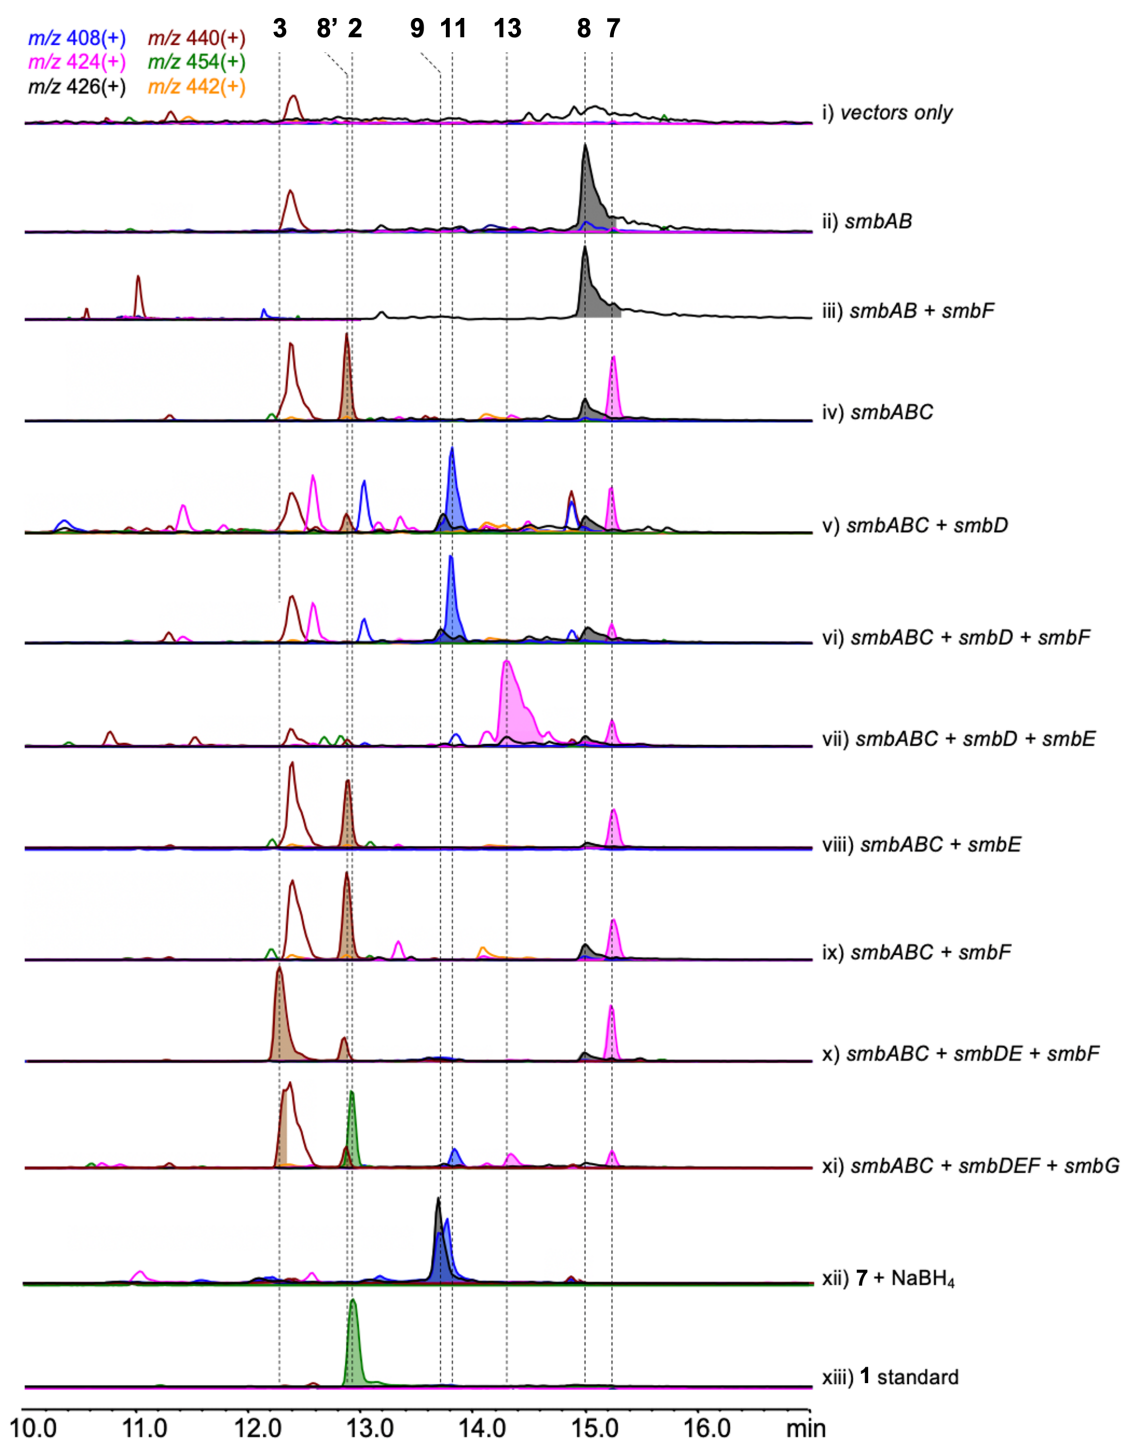 3 8’ 2 9 11 13 8 7
m/z 408(+) m/z 440(+)
m/z 424(+) m/z 454(+)
m/z 426(+) m/z 442(+)
i) vectors only
ii) smbAB
iii) smbAB + smbF
iv) smbABC
v) smbABC + smbD
vi) smbABC + smbD + smbF
vii) smbABC + smbD + smbE
viii) smbABC + smbE
ix) smbABC + smbF
x) smbABC + smbDE + smbF
xi) smbABC + smbDEF + smbG
xii) 7 + NaBH₄
xiii) 1 standard
10.0 11.0 12.0 13.0 14.0 15.0 16.0 min